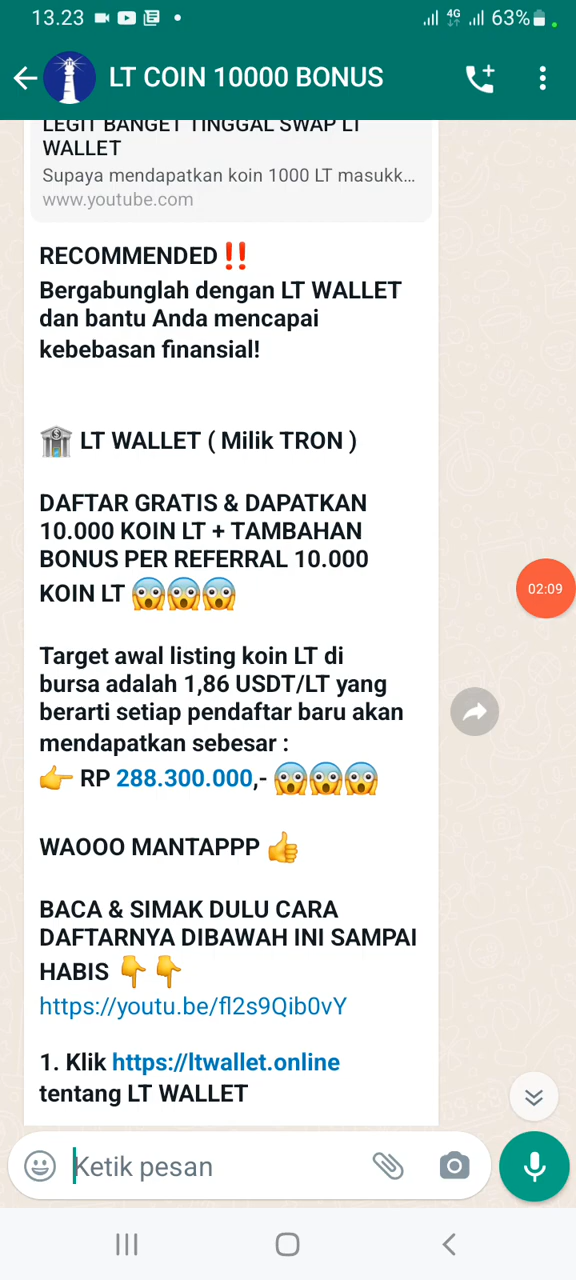 13.23
4G
63%
LT COIN 10000 BONUS
LEGIT BANGET TINGGAL SWAP LT
WALLET
Supaya mendapatkan koin 1000 LT masukk...
www.youtube.com
RECOMMENDED‼️
Bergabunglah dengan LT WALLET
dan bantu Anda mencapai
kebebasan finansial!
LT WALLET ( Milik TRON )
DAFTAR GRATIS & DAPATKAN
10.000 KOIN LT + TAMBAHAN
BONUS PER REFERRAL 10.000
KOIN LT 😱😱😱
02:09
Target awal listing koin LT di
bursa adalah 1,86 USDT/LT yang
berarti setiap pendaftar baru akan
mendapatkan sebesar :
👉 RP 288.300.000,- 😱😱😱
WAOOO MANTAPPP 👍
BACA & SIMAK DULU CARA
DAFTARNYA DIBAWAH INI SAMPAI
HABIS 👇👇
https://youtu.be/fl2s9Qib0vY
1. Klik https://ltwallet.online
tentang LT WALLET
Ketik pesan